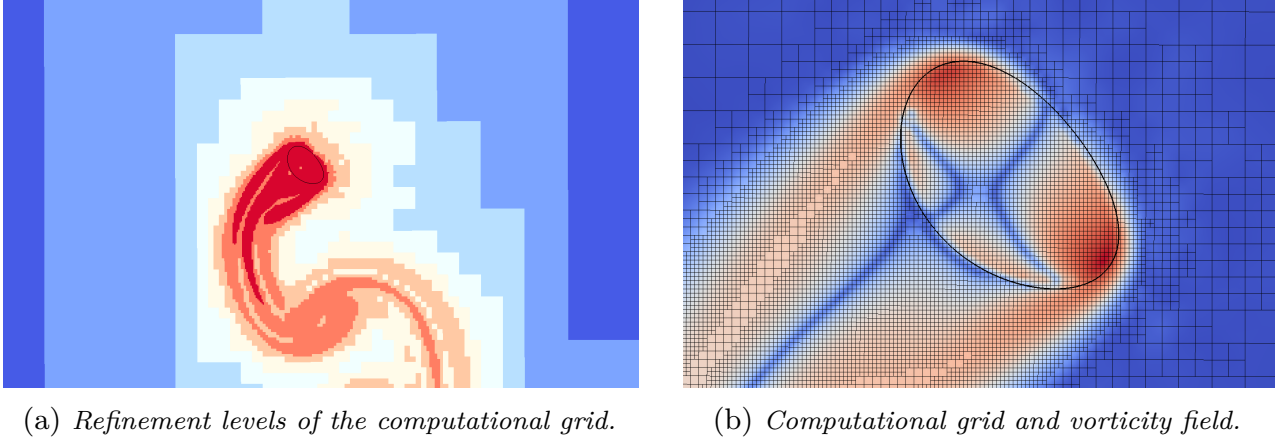 (a) Refinement levels of the computational grid.
(b) Computational grid and vorticity field.